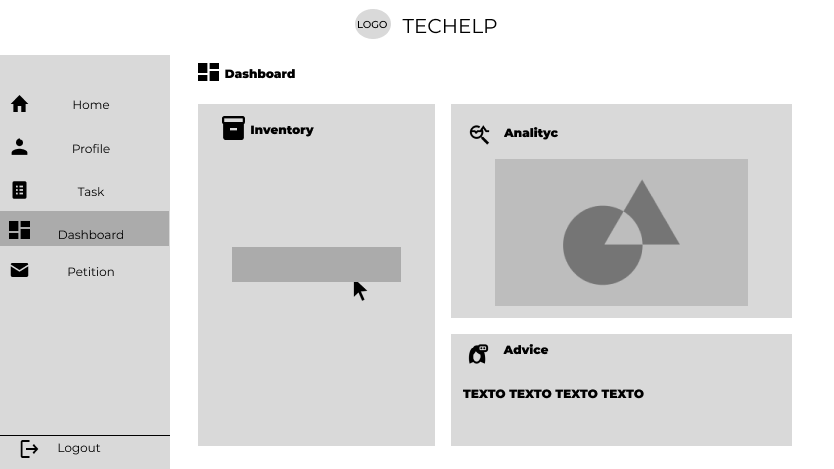 LOGO TECHELP
Home
Profile
Task
Dashboard
Petition
Logout
Dashboard
Inventory
Analityc
Advice
TEXTO TEXTO TEXTO TEXTO